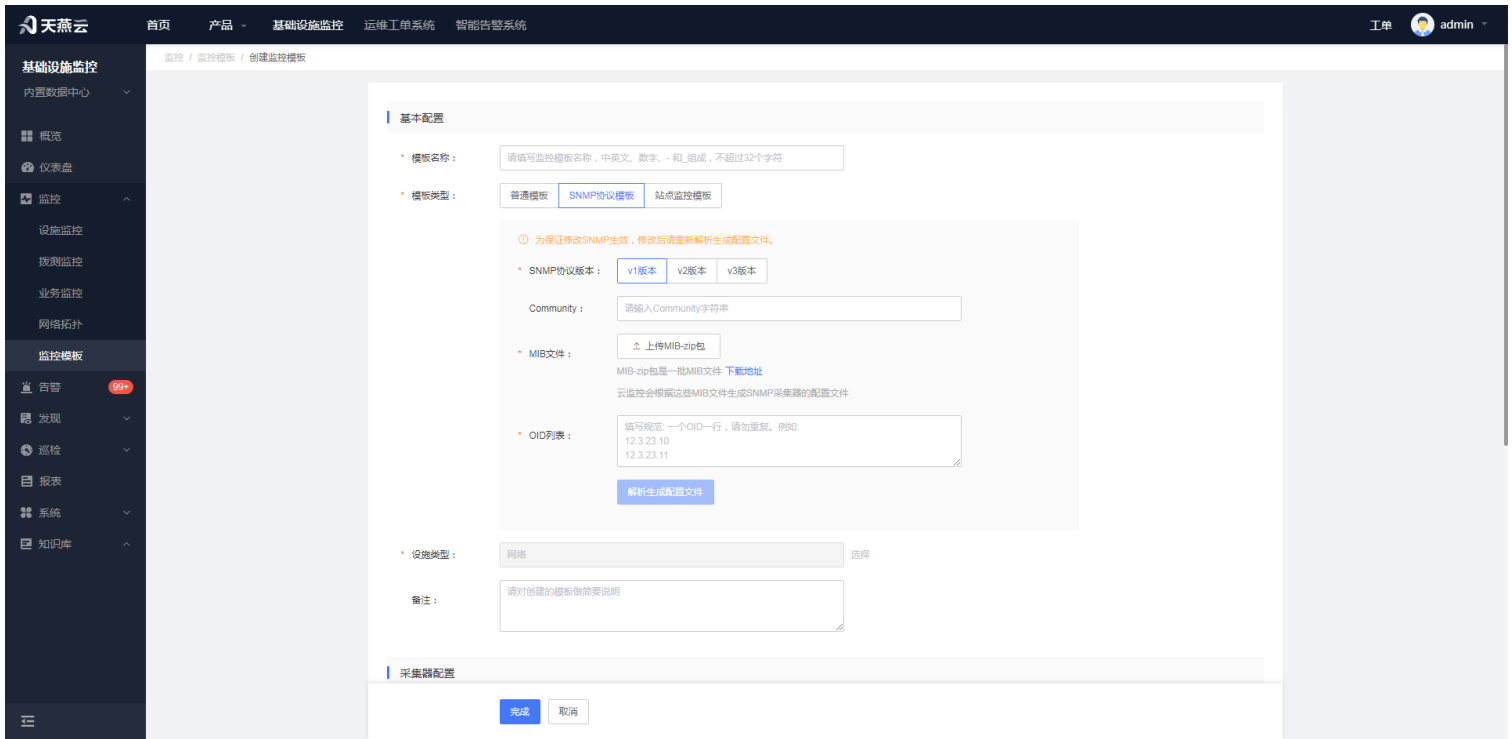 天燕云 首页 产品 基础设施监控 运维工单系统 智能告警系统 工单 admin
基础设施监控
内置数据中心
概览
仪表盘
监控
设施监控
拨测监控
业务监控
网络拓扑
监控模板
告警 99+
发现
巡检
报表
系统
知识库
监控 / 监控模板 / 创建监控模板
基本配置
* 模板名称： 请填写监控模板名称，中英文、数字、- 和_组成，不超过32个字符
* 模板类型： 普通模板 SNMP协议模板 站点监控模板
为保证修改SNMP生效，修改后请重新解析生成配置文件。
* SNMP协议版本： v1版本 v2版本 v3版本
Community： 请输入Community字符串
* MIB文件： 上传MIB-zip包
MIB-zip包是一批MIB文件 下载地址
云监控会根据这些MIB文件生成SNMP采集器的配置文件
* OID列表： 填写规范: 一个OID一行，请勿重复。例如:
12.3.23.10
12.3.23.11
解析生成配置文件
* 设施类型： 网络 选择
备注： 请对创建的模板做简要说明
采集器配置
完成 取消